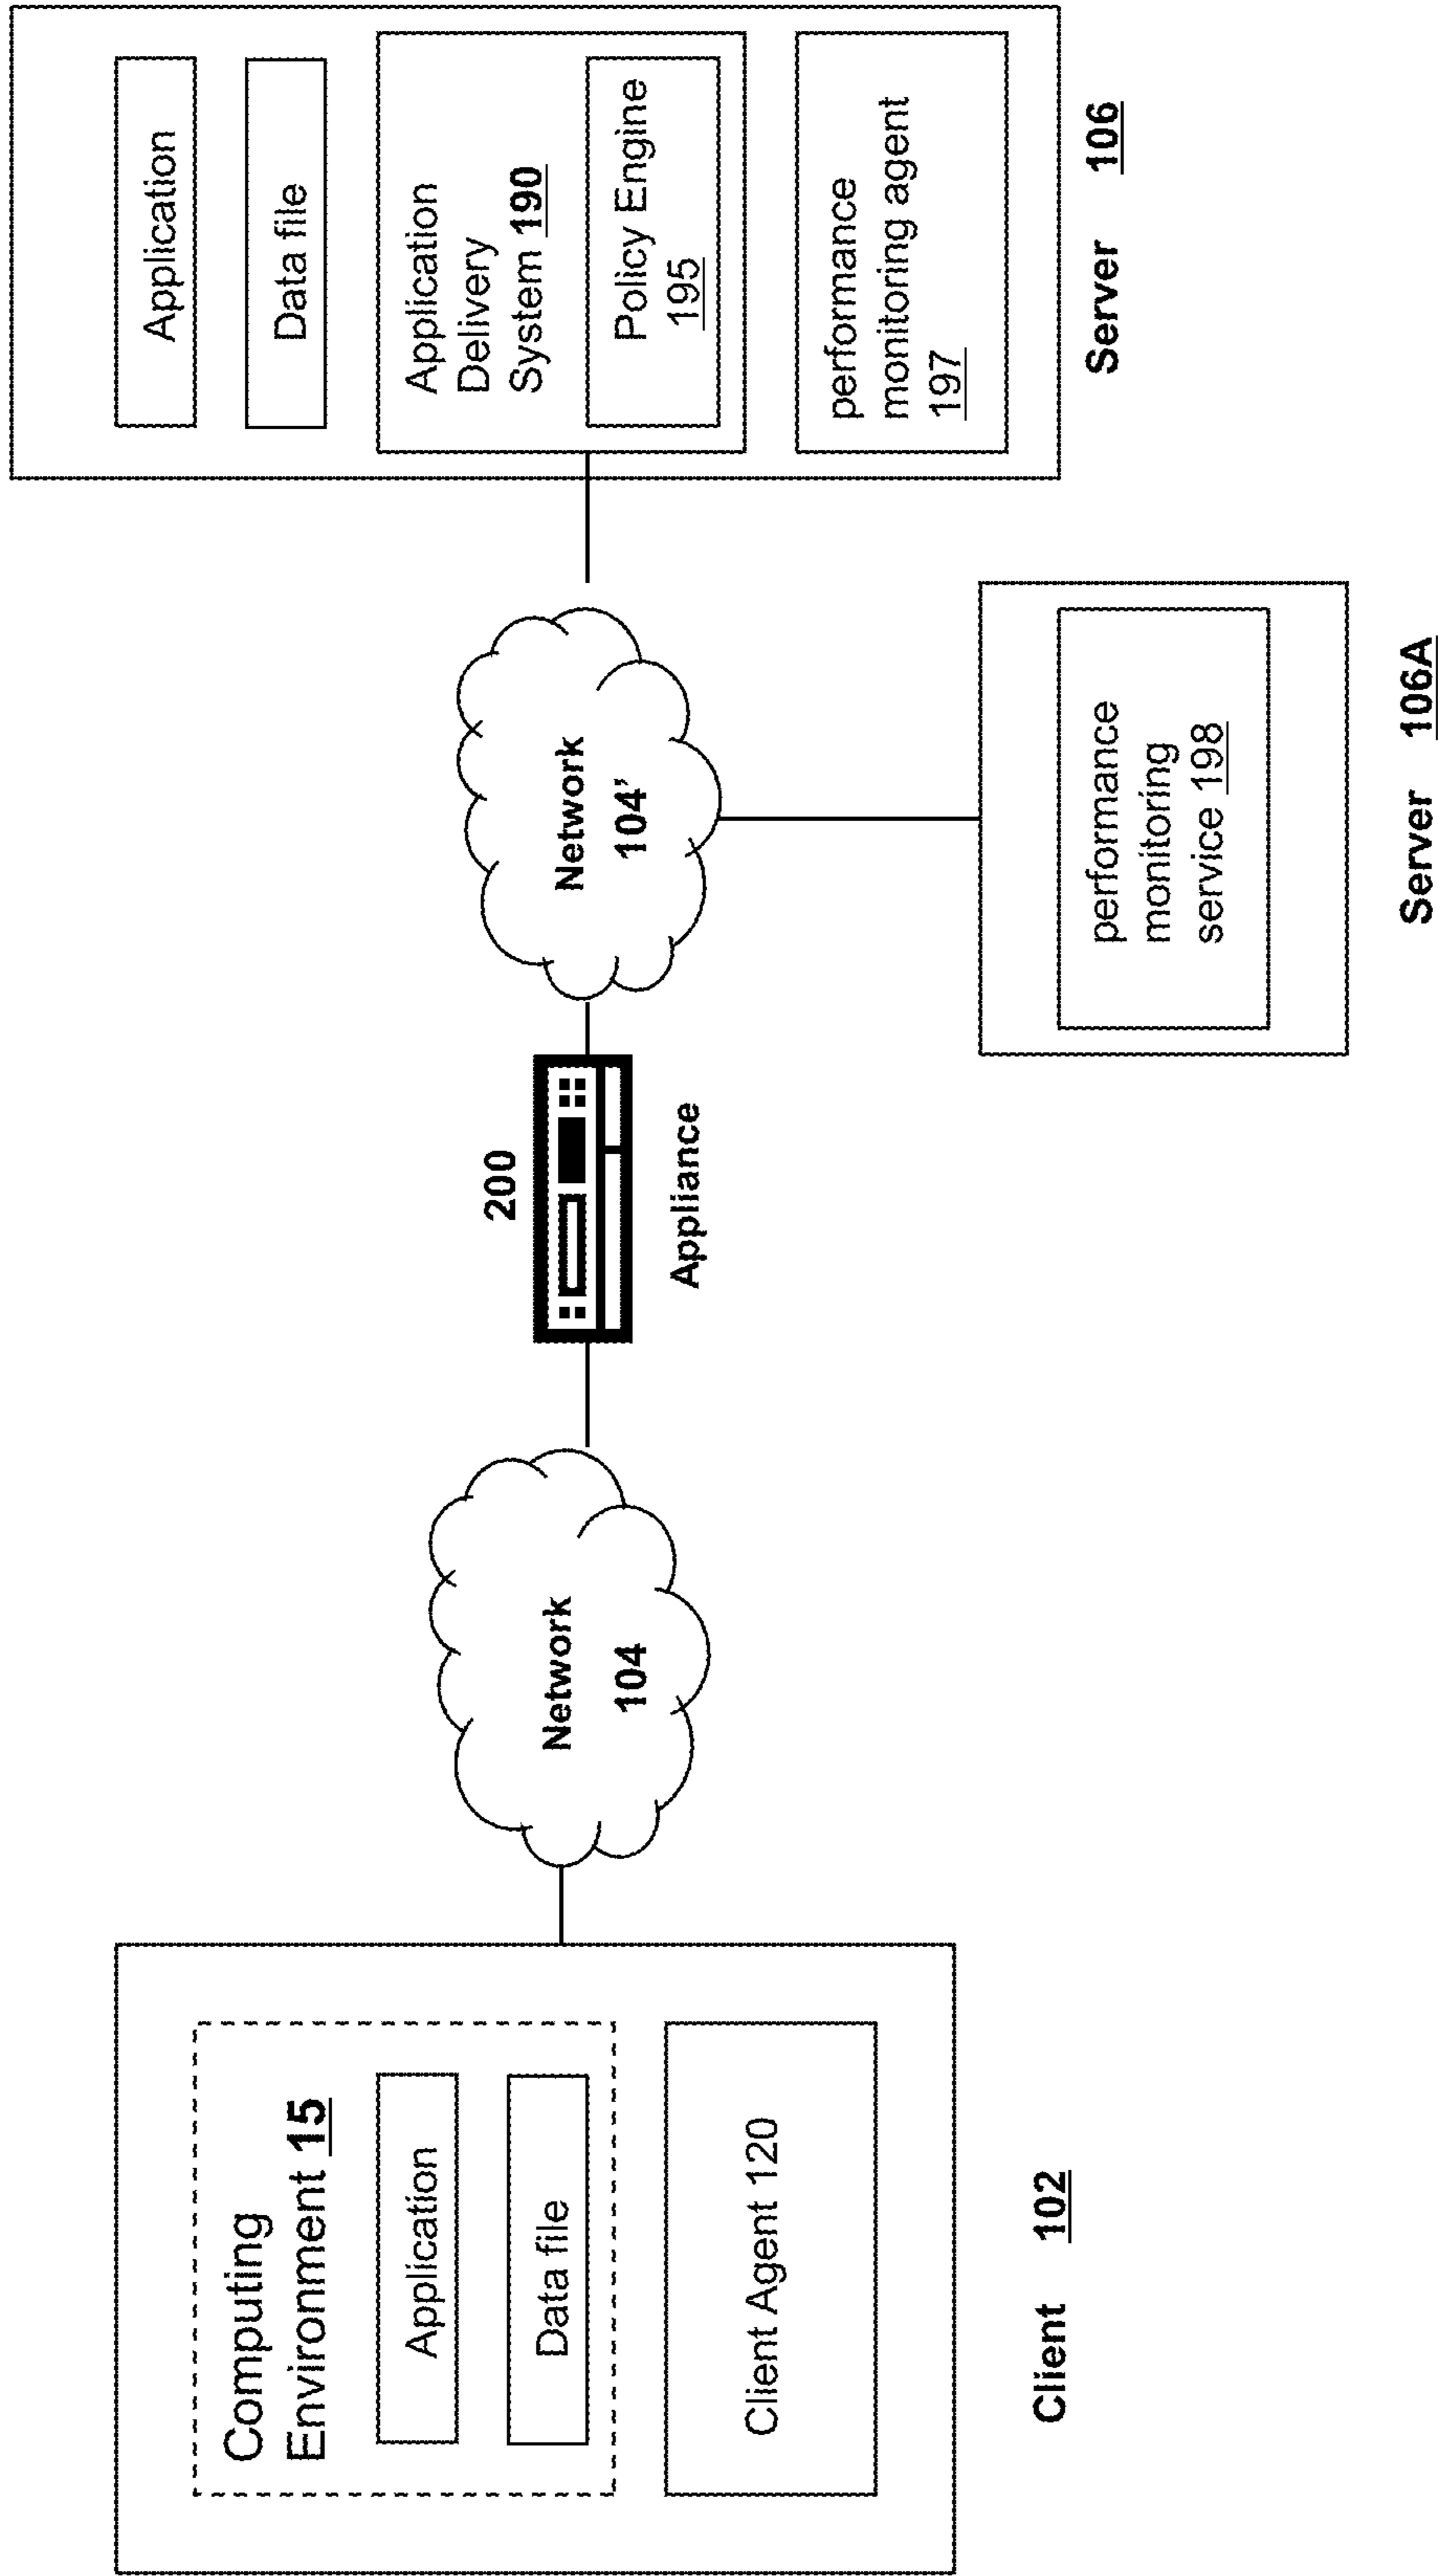 Computing
Environment 15
Application
Data file
Client Agent 120
Client 102
Network
104
200
Appliance
Network
104’
performance
monitoring
service 198
Server 106A
Application
Data file
Application
Delivery
System 190
Policy Engine
195
performance
monitoring agent
197
Server 106